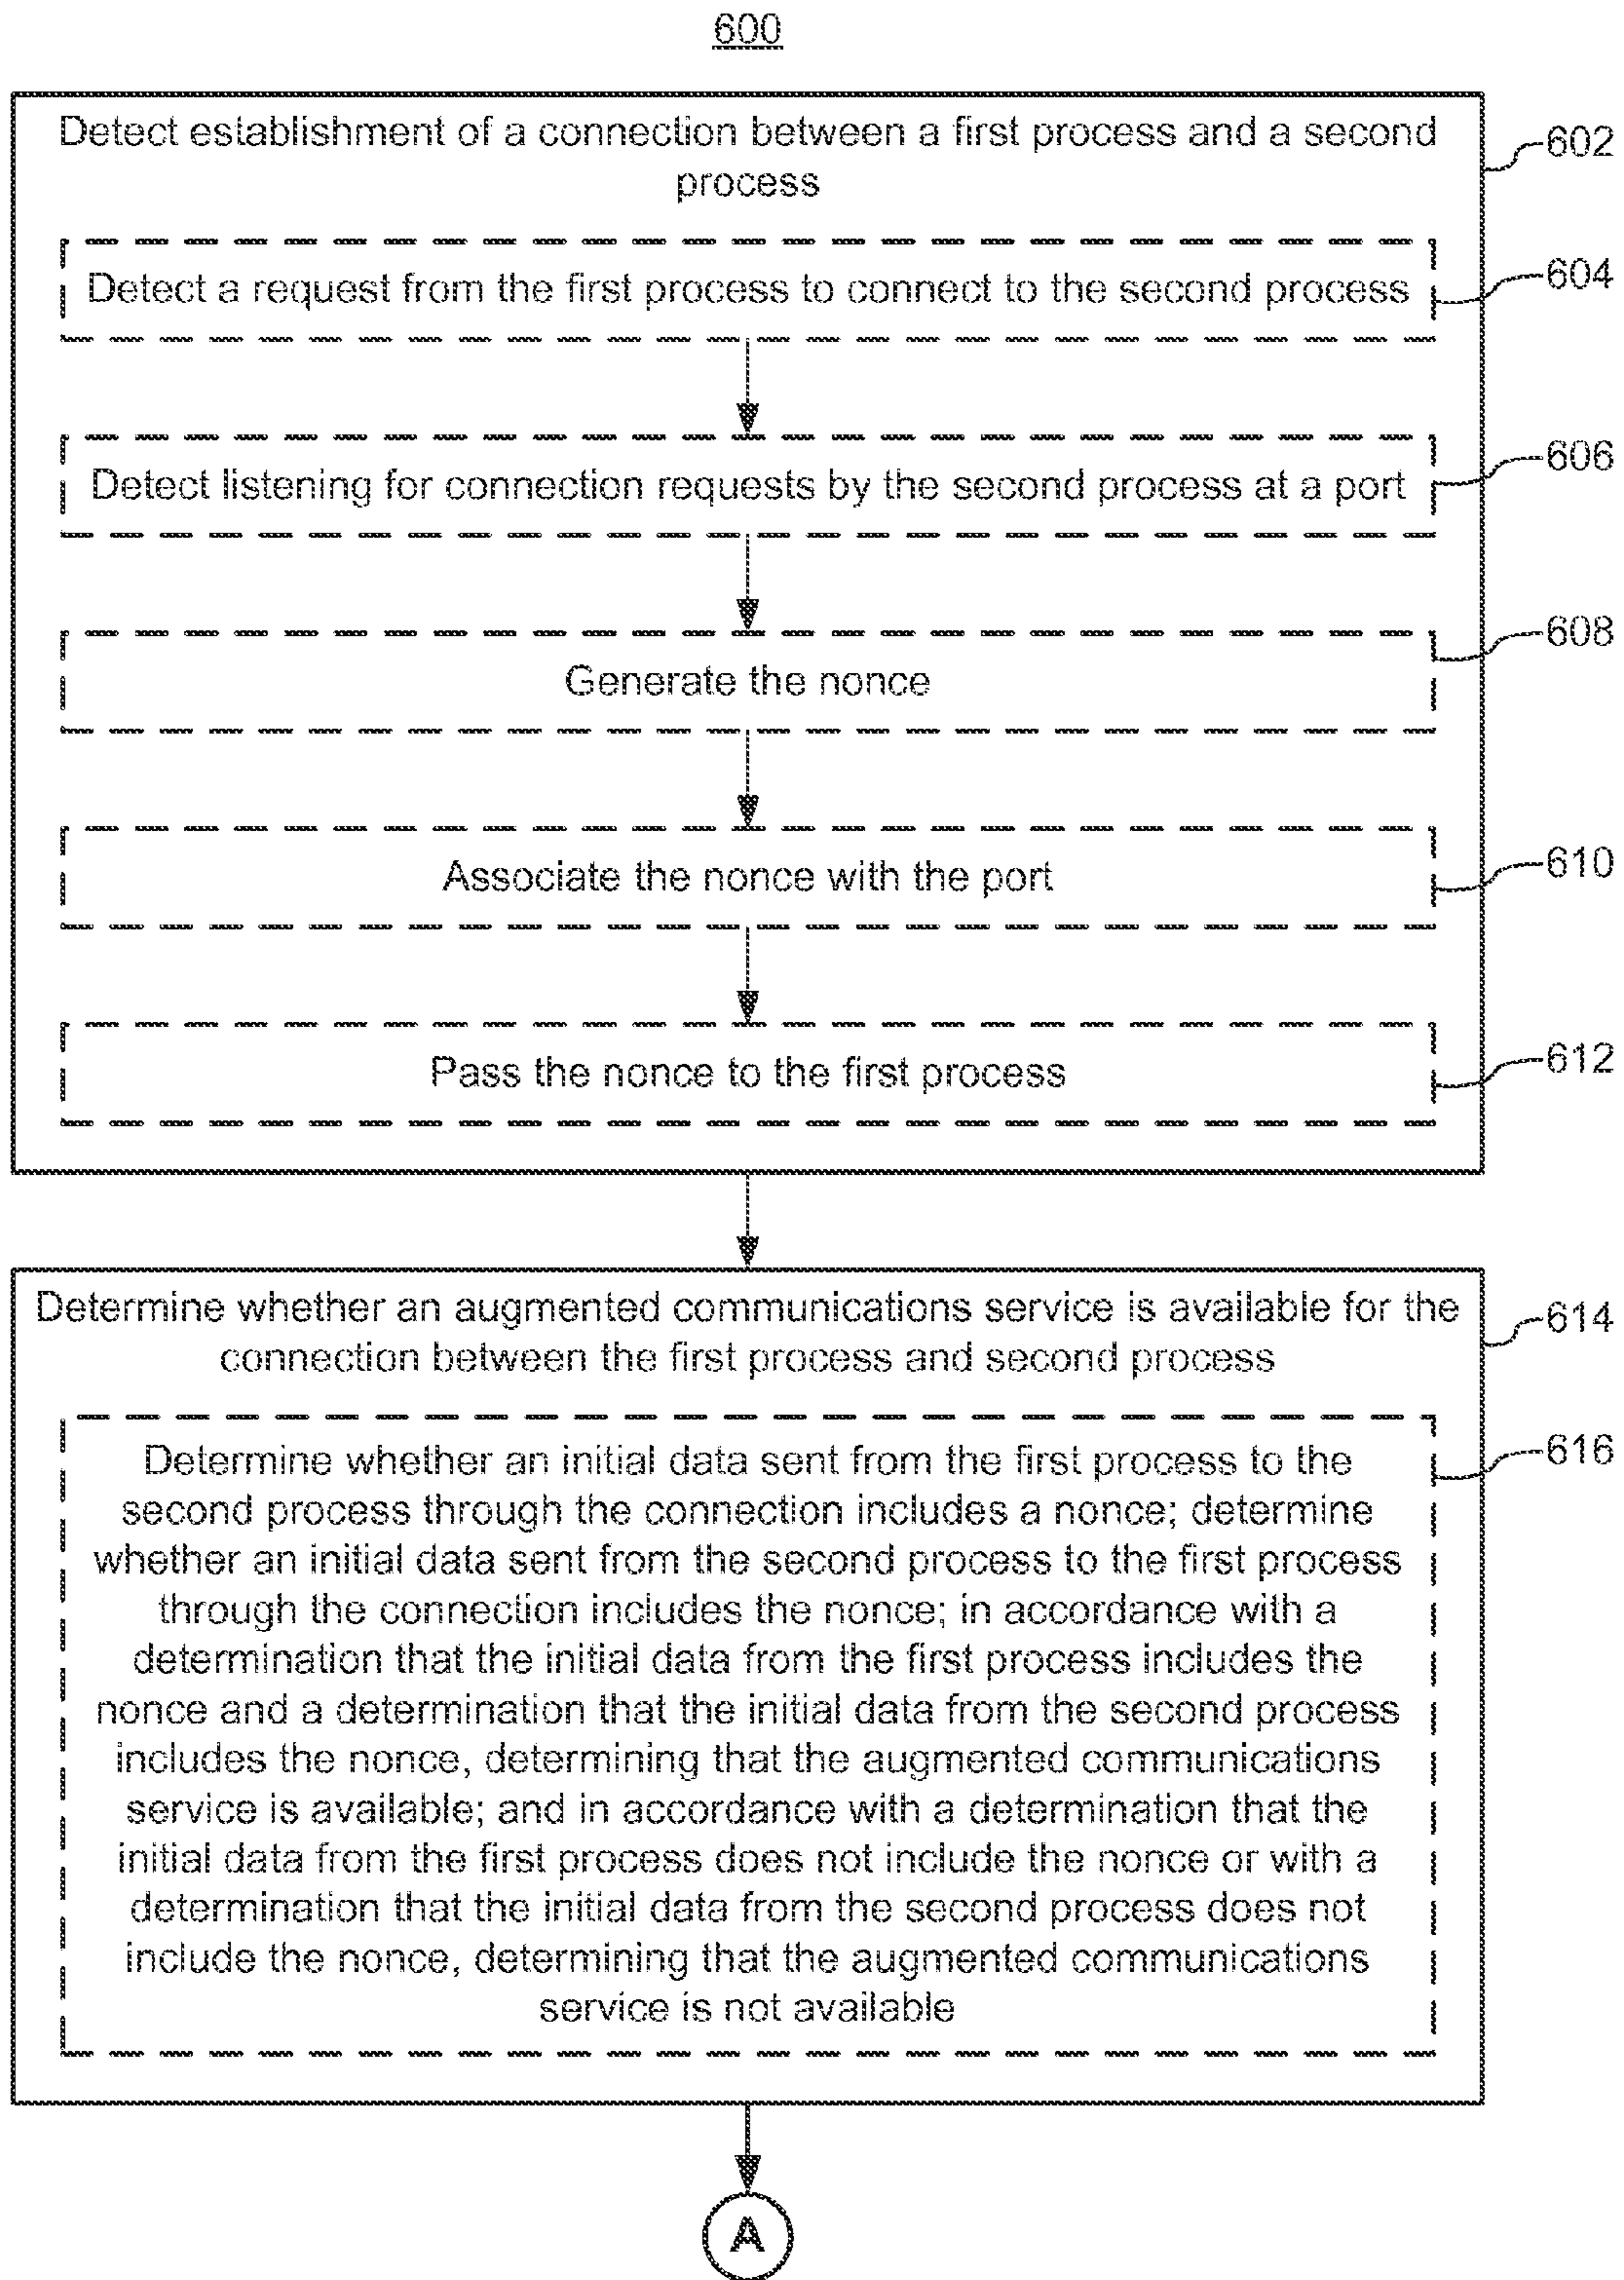 600
Detect establishment of a connection between a first process and a second
process
602
Detect a request from the first process to connect to the second process
604
Detect listening for connection requests by the second process at a port
606
Generate the nonce
608
Associate the nonce with the port
610
Pass the nonce to the first process
612
Determine whether an augmented communications service is available for the
connection between the first process and second process
614
Determine whether an initial data sent from the first process to the
second process through the connection includes a nonce; determine
whether an initial data sent from the second process to the first process
through the connection includes the nonce; in accordance with a
determination that the initial data from the first process includes the
nonce and a determination that the initial data from the second process
includes the nonce, determining that the augmented communications
service is available; and in accordance with a determination that the
initial data from the first process does not include the nonce or with a
determination that the initial data from the second process does not
include the nonce, determining that the augmented communications
service is not available
616
A